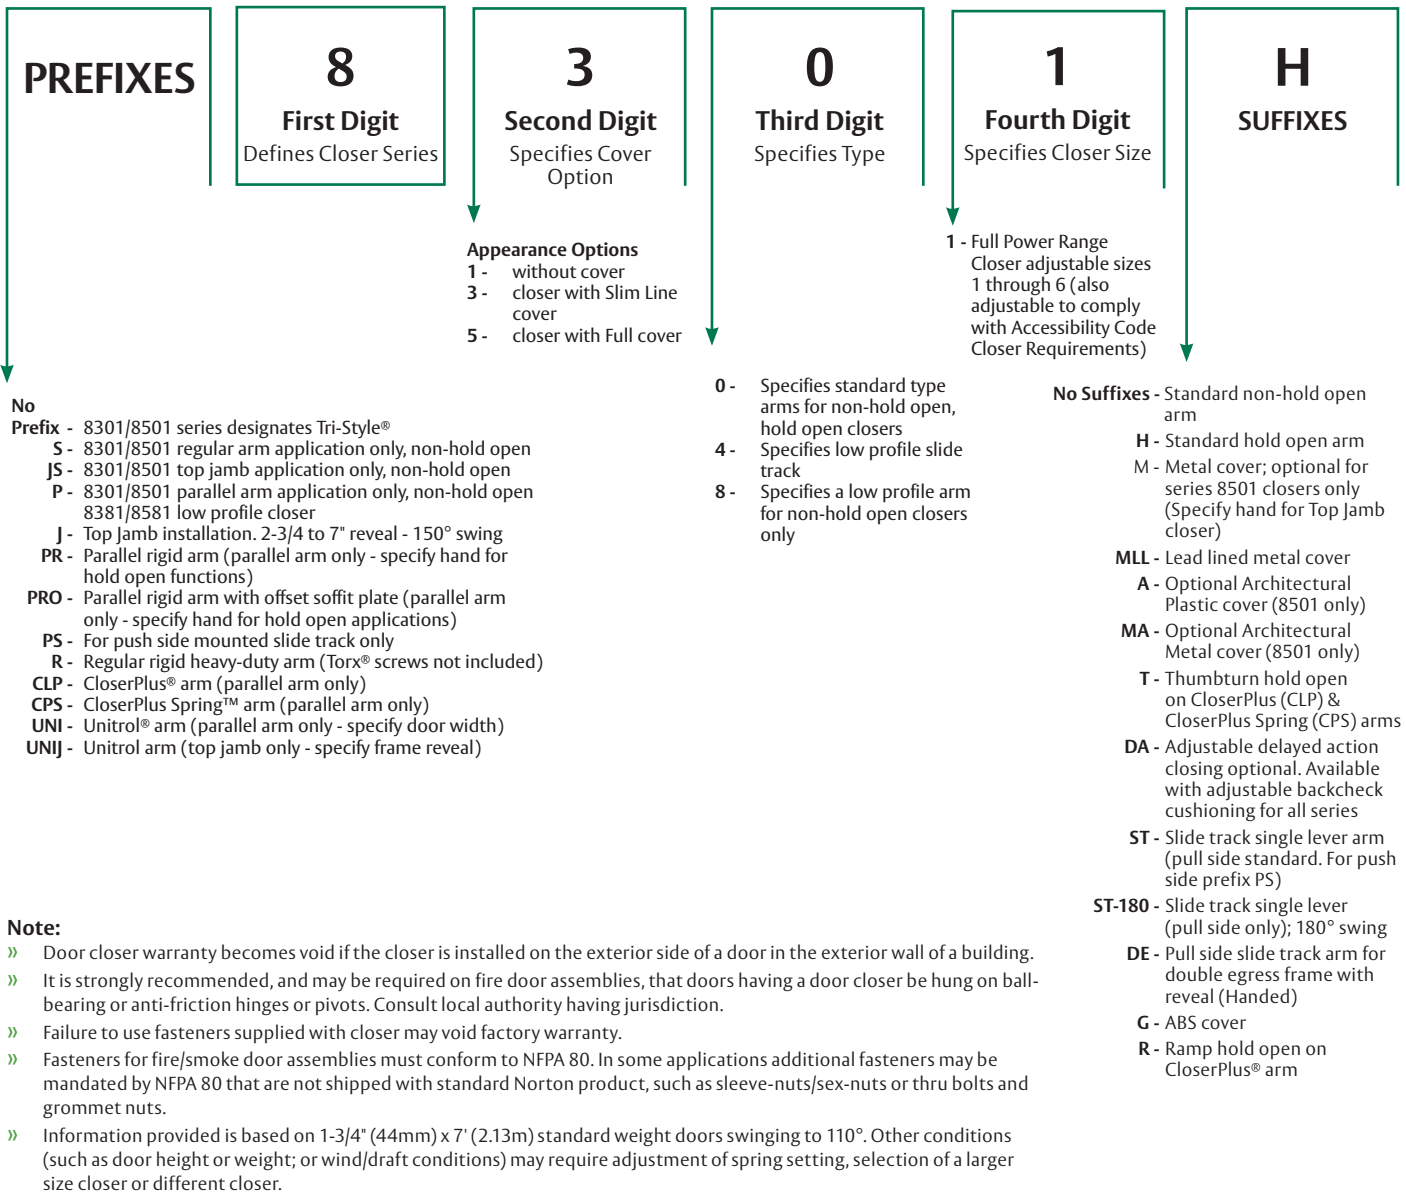 PREFIXES
8
First Digit
Defines Closer Series
3
Second Digit
Specifies Cover
Option
0
Third Digit
Specifies Type
1
Fourth Digit
Specifies Closer Size
H
SUFFIXES
Appearance Options
1 - without cover
3 - closer with Slim Line
cover
5 - closer with Full cover
1 - Full Power Range
Closer adjustable sizes
1 through 6 (also
adjustable to comply
with Accessibility Code
Closer Requirements)
No
Prefix - 8301/8501 series designates Tri-Style®
S - 8301/8501 regular arm application only, non-hold open
JS - 8301/8501 top jamb application only, non-hold open
P - 8301/8501 parallel arm application only, non-hold open
8381/8581 low profile closer
J - Top Jamb installation. 2-3/4 to 7" reveal - 150° swing
PR - Parallel rigid arm (parallel arm only - specify hand for
hold open functions)
PRO - Parallel rigid arm with offset soffit plate (parallel arm
only - specify hand for hold open applications)
PS - For push side mounted slide track only
R - Regular rigid heavy-duty arm (Torx® screws not included)
CLP - CloserPlus® arm (parallel arm only)
CPS - CloserPlus Spring™ arm (parallel arm only)
UNI - Unitrol® arm (parallel arm only - specify door width)
UNIJ - Unitrol arm (top jamb only - specify frame reveal)
0 - Specifies standard type
arms for non-hold open,
hold open closers
4 - Specifies low profile slide
track
8 - Specifies a low profile arm
for non-hold open closers
only
No Suffixes - Standard non-hold open
arm
H - Standard hold open arm
M - Metal cover; optional for
series 8501 closers only
(Specify hand for Top Jamb
closer)
MLL - Lead lined metal cover
A - Optional Architectural
Plastic cover (8501 only)
MA - Optional Architectural
Metal cover (8501 only)
T - Thumbturn hold open
on CloserPlus (CLP) &
CloserPlus Spring (CPS) arms
DA - Adjustable delayed action
closing optional. Available
with adjustable backcheck
cushioning for all series
ST - Slide track single lever arm
(pull side standard. For push
side prefix PS)
ST-180 - Slide track single lever
(pull side only); 180° swing
DE - Pull side slide track arm for
double egress frame with
reveal (Handed)
G - ABS cover
R - Ramp hold open on
CloserPlus® arm
Note:
» Door closer warranty becomes void if the closer is installed on the exterior side of a door in the exterior wall of a building.
» It is strongly recommended, and may be required on fire door assemblies, that doors having a door closer be hung on ball-
bearing or anti-friction hinges or pivots. Consult local authority having jurisdiction.
» Failure to use fasteners supplied with closer may void factory warranty.
» Fasteners for fire/smoke door assemblies must conform to NFPA 80. In some applications additional fasteners may be
mandated by NFPA 80 that are not shipped with standard Norton product, such as sleeve-nuts/sex-nuts or thru bolts and
grommet nuts.
» Information provided is based on 1-3/4" (44mm) x 7' (2.13m) standard weight doors swinging to 110°. Other conditions
(such as door height or weight; or wind/draft conditions) may require adjustment of spring setting, selection of a larger
size closer or different closer.